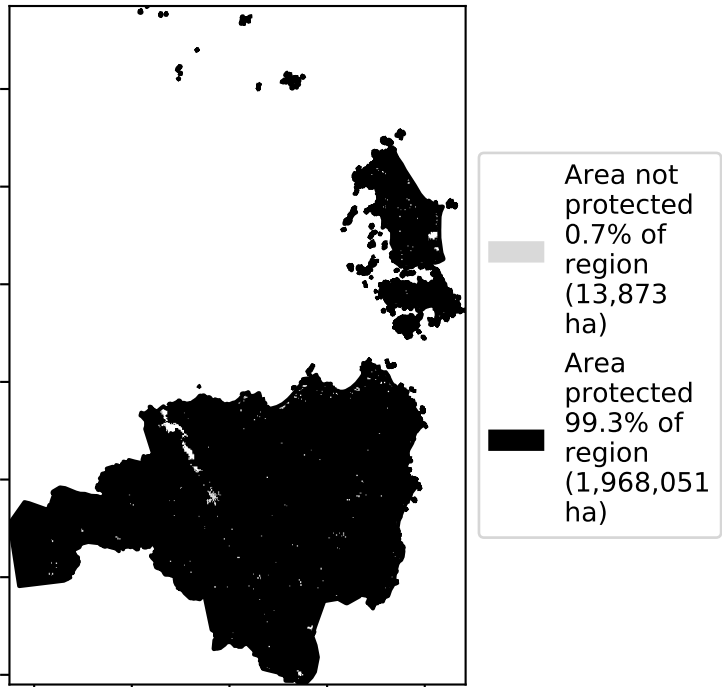 Area not
protected
0.7% of
region
(13,873
ha)
Area
protected
99.3% of
region
(1,968,051
ha)